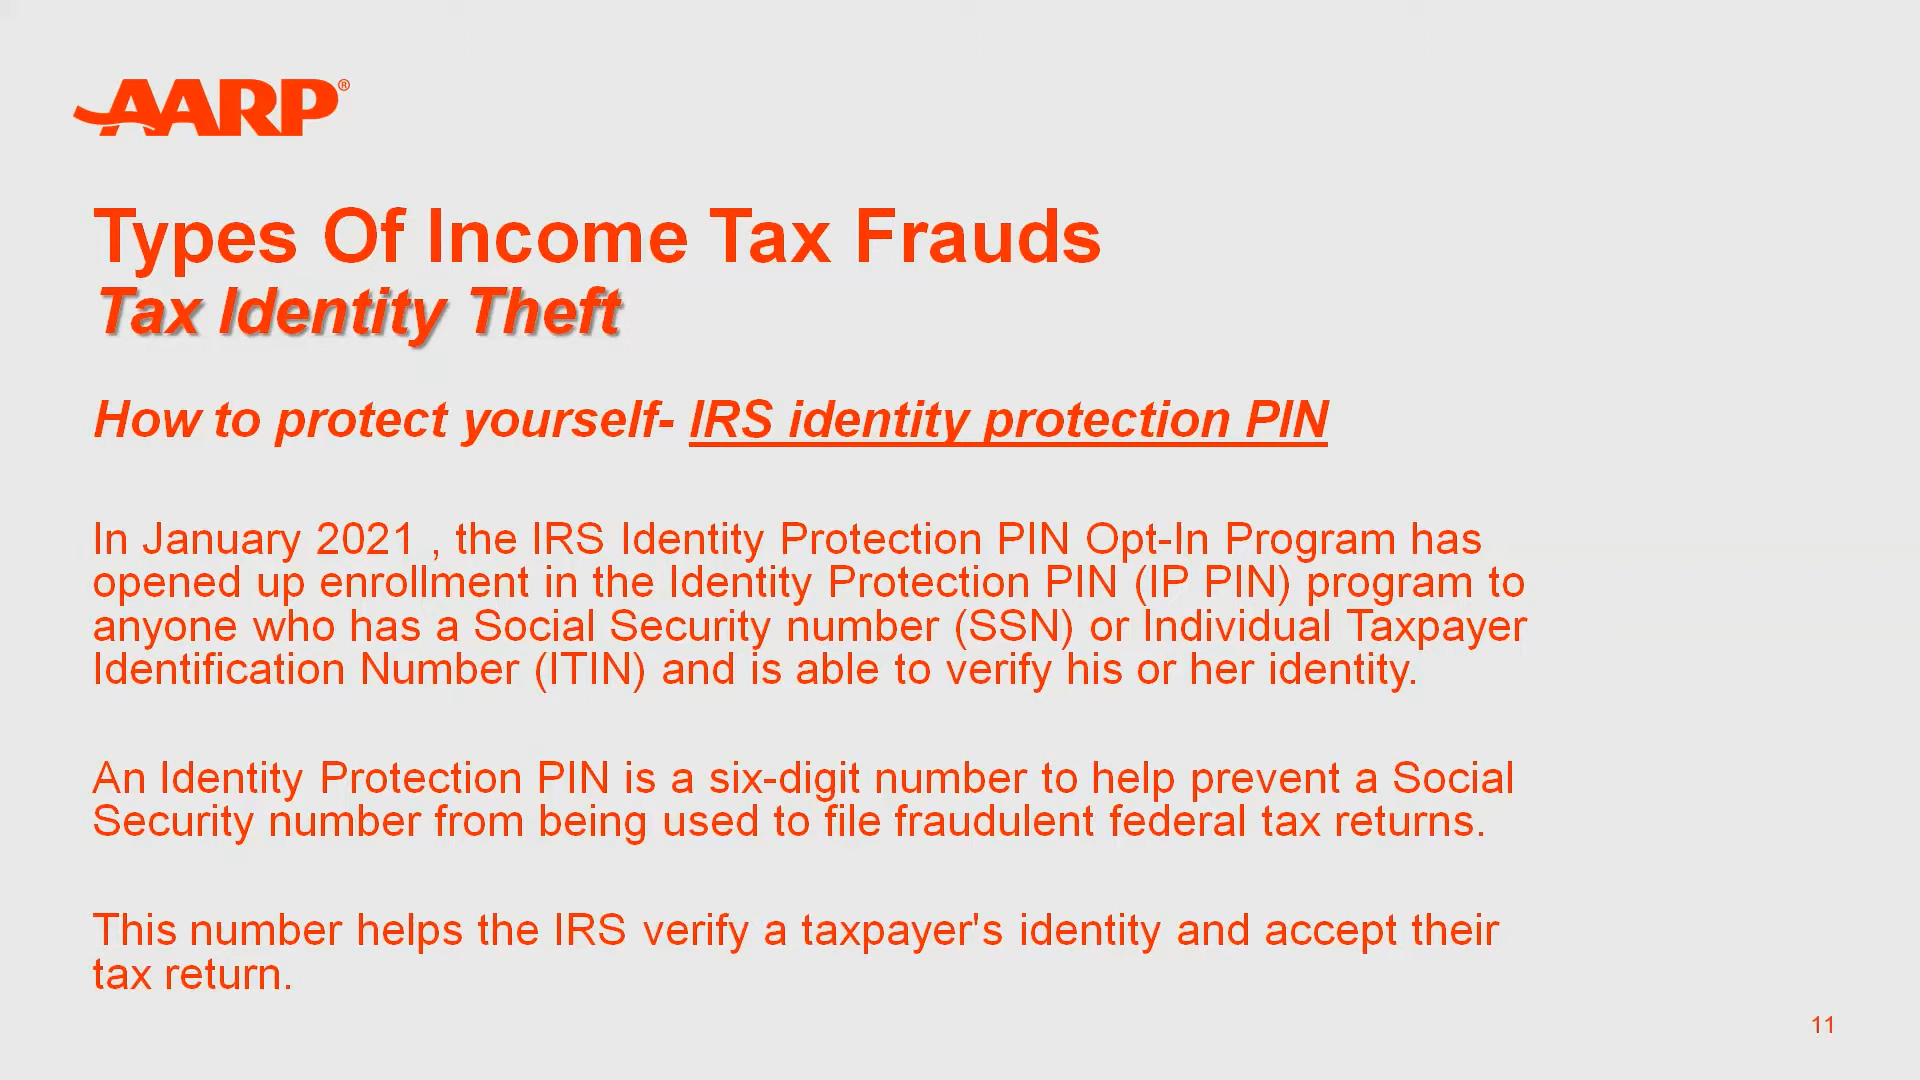 AARP®
Types Of Income Tax Frauds
Tax Identity Theft
How to protect yourself- IRS identity protection PIN
In January 2021 , the IRS Identity Protection PIN Opt-In Program has
opened up enrollment in the Identity Protection PIN (IP PIN) program to
anyone who has a Social Security number (SSN) or Individual Taxpayer
Identification Number (ITIN) and is able to verify his or her identity.
An Identity Protection PIN is a six-digit number to help prevent a Social
Security number from being used to file fraudulent federal tax returns.
This number helps the IRS verify a taxpayer's identity and accept their
tax return.
11